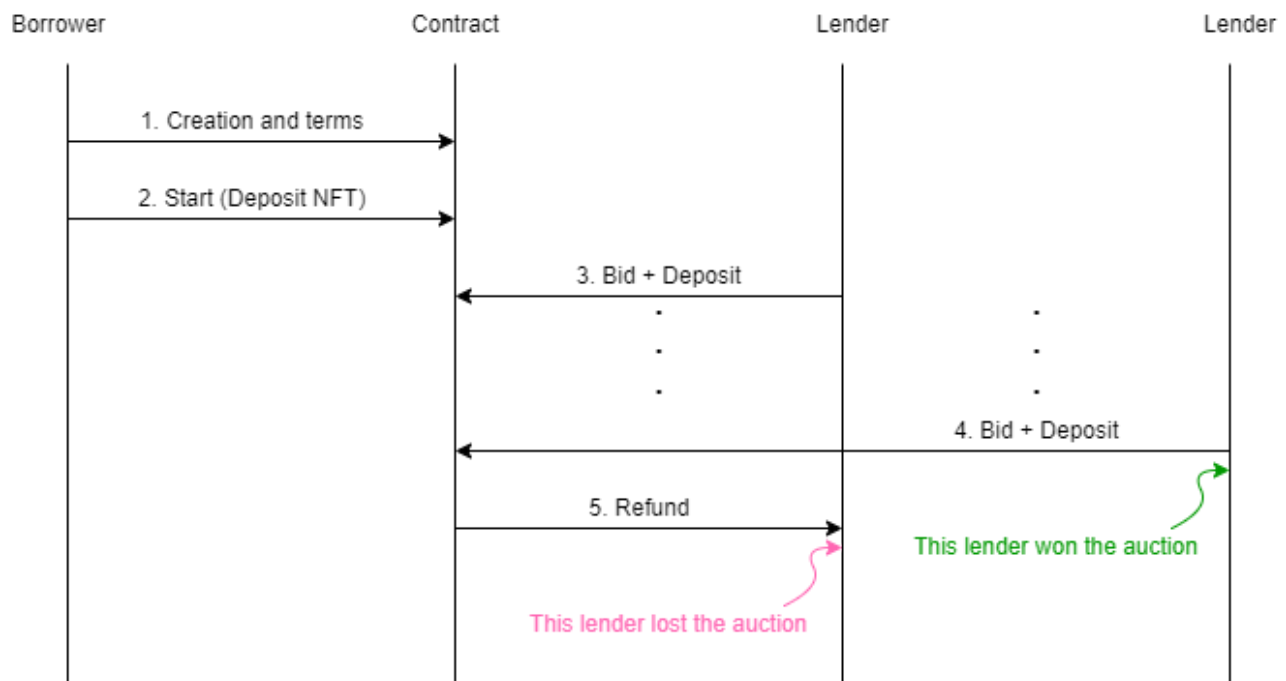 Borrower
Contract
Lender
Lender
1. Creation and terms
2. Start (Deposit NFT)
3. Bid + Deposit
4. Bid + Deposit
5. Refund
This lender won the auction
This lender lost the auction